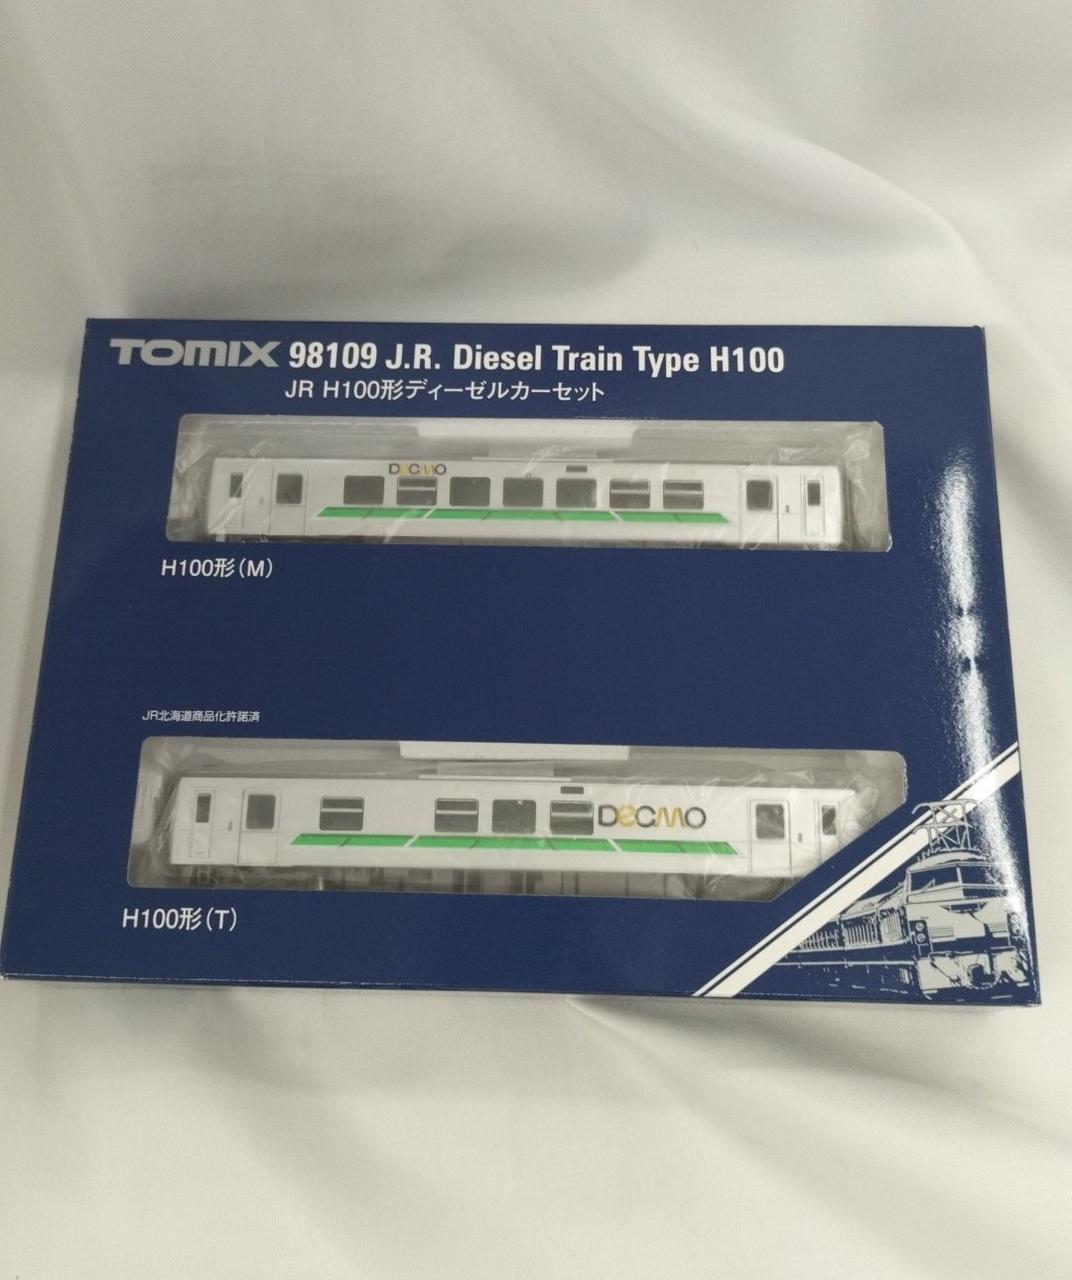 TOMIX 98109 J.R. Diesel Train Type H100
JR H100形ディーゼルカーセット
DECMO
H100形(M)
JR北海道商品化許諾済
DECMO
H100形(T)